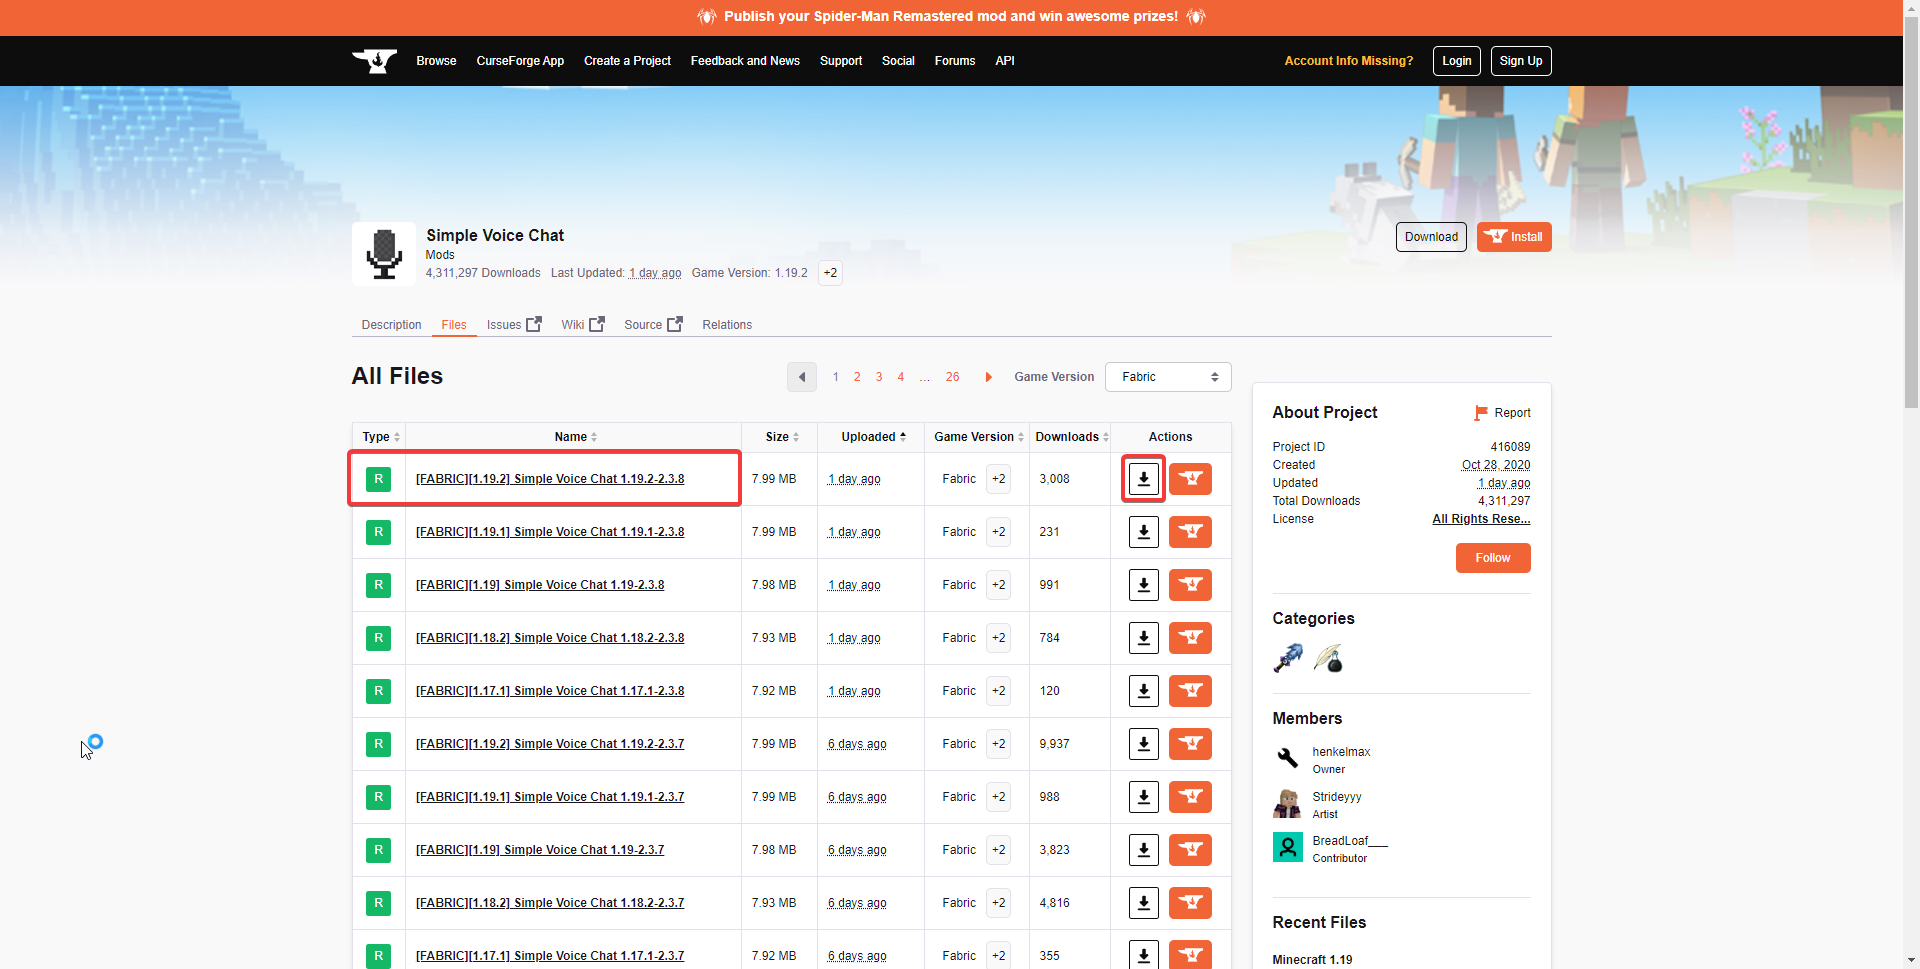 Publish your Spider-Man Remastered mod and win awesome prizes!
Browse CurseForge App Create a Project Feedback and News Support Social Forums API Account Info Missing? Login Sign Up
Simple Voice Chat
Mods
4,311,297 Downloads Last Updated: 1 day ago Game Version: 1.19.2 +2
Download Install
Description Files Issues Wiki Source Relations
All Files
1 2 3 4 ... 26 Game Version Fabric
Type Name Size Uploaded Game Version Downloads Actions
R [FABRIC][1.19.2] Simple Voice Chat 1.19.2-2.3.8 7.99 MB 1 day ago Fabric +2 3,008
R [FABRIC][1.19.1] Simple Voice Chat 1.19.1-2.3.8 7.99 MB 1 day ago Fabric +2 231
R [FABRIC][1.19] Simple Voice Chat 1.19-2.3.8 7.98 MB 1 day ago Fabric +2 991
R [FABRIC][1.18.2] Simple Voice Chat 1.18.2-2.3.8 7.93 MB 1 day ago Fabric +2 784
R [FABRIC][1.17.1] Simple Voice Chat 1.17.1-2.3.8 7.92 MB 1 day ago Fabric +2 120
R [FABRIC][1.19.2] Simple Voice Chat 1.19.2-2.3.7 7.99 MB 6 days ago Fabric +2 9,937
R [FABRIC][1.19.1] Simple Voice Chat 1.19.1-2.3.7 7.99 MB 6 days ago Fabric +2 988
R [FABRIC][1.19] Simple Voice Chat 1.19-2.3.7 7.98 MB 6 days ago Fabric +2 3,823
R [FABRIC][1.18.2] Simple Voice Chat 1.18.2-2.3.7 7.93 MB 6 days ago Fabric +2 4,816
R [FABRIC][1.17.1] Simple Voice Chat 1.17.1-2.3.7 7.92 MB 6 days ago Fabric +2 355
About Project Report
Project ID 416089
Created Oct 28, 2020
Updated 1 day ago
Total Downloads 4,311,297
License All Rights Rese...
Follow
Categories
Members
henkelmax
Owner
Strideyyy
Artist
BreadLoaf___
Contributor
Recent Files
Minecraft 1.19